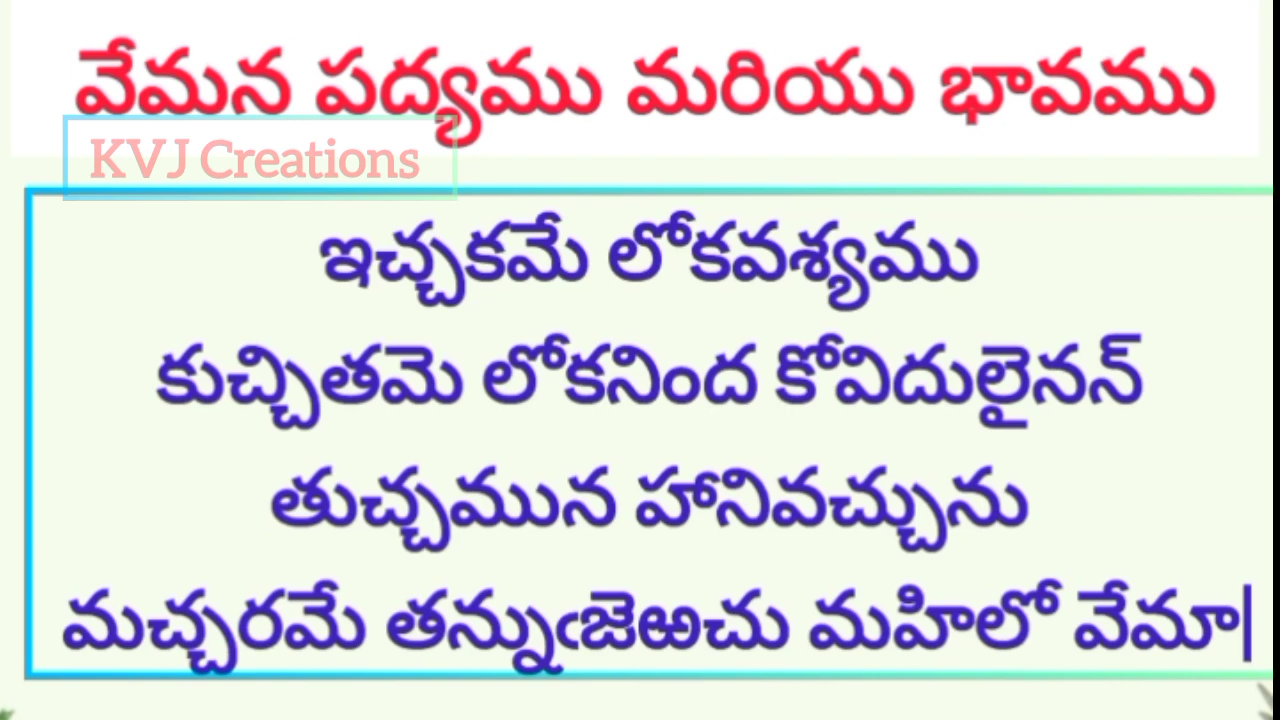 వేమన పద్యము మరియు భావము
KVJ Creations
ఇచ్చకమే లోకవశ్యము
కుచ్చితమె లోకనింద కోవిదులైనన్
తుచ్చమున హానివచ్చును
మచ్చరమే తన్నుఁజెఱచు మహిలో వేమా|